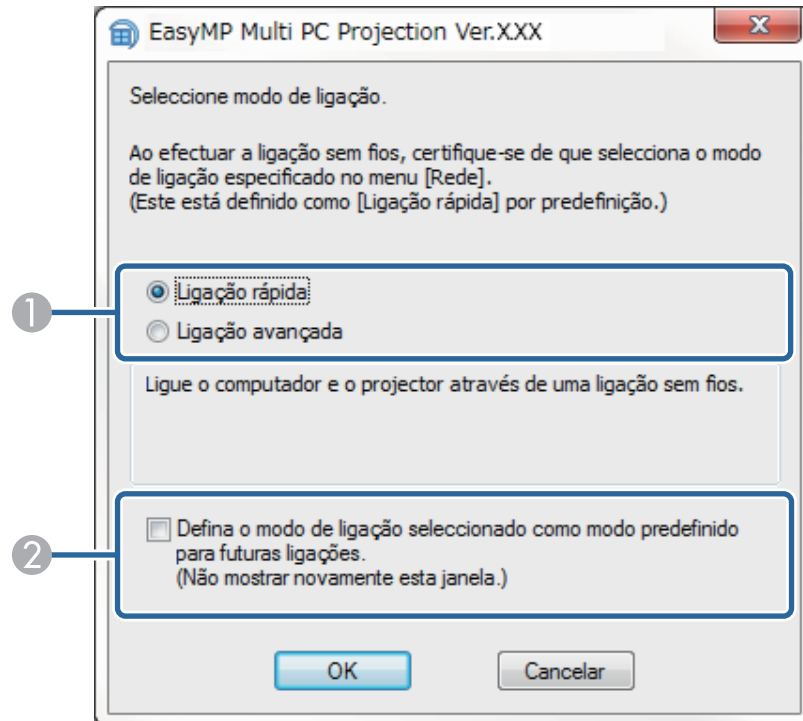 EasyMP Multi PC Projection Ver.X.XX
Seleccione modo de ligação.
Ao efectuar a ligação sem fios, certifique-se de que selecciona o modo
de ligação especificado no menu [Rede].
(Este está definido como [Ligação rápida] por predefinição.)
1
Ligação rápida
Ligação avançada
Ligue o computador e o projector através de uma ligação sem fios.
2
Defina o modo de ligação seleccionado como modo predefinido
para futuras ligações.
(Não mostrar novamente esta janela.)
OK
Cancelar